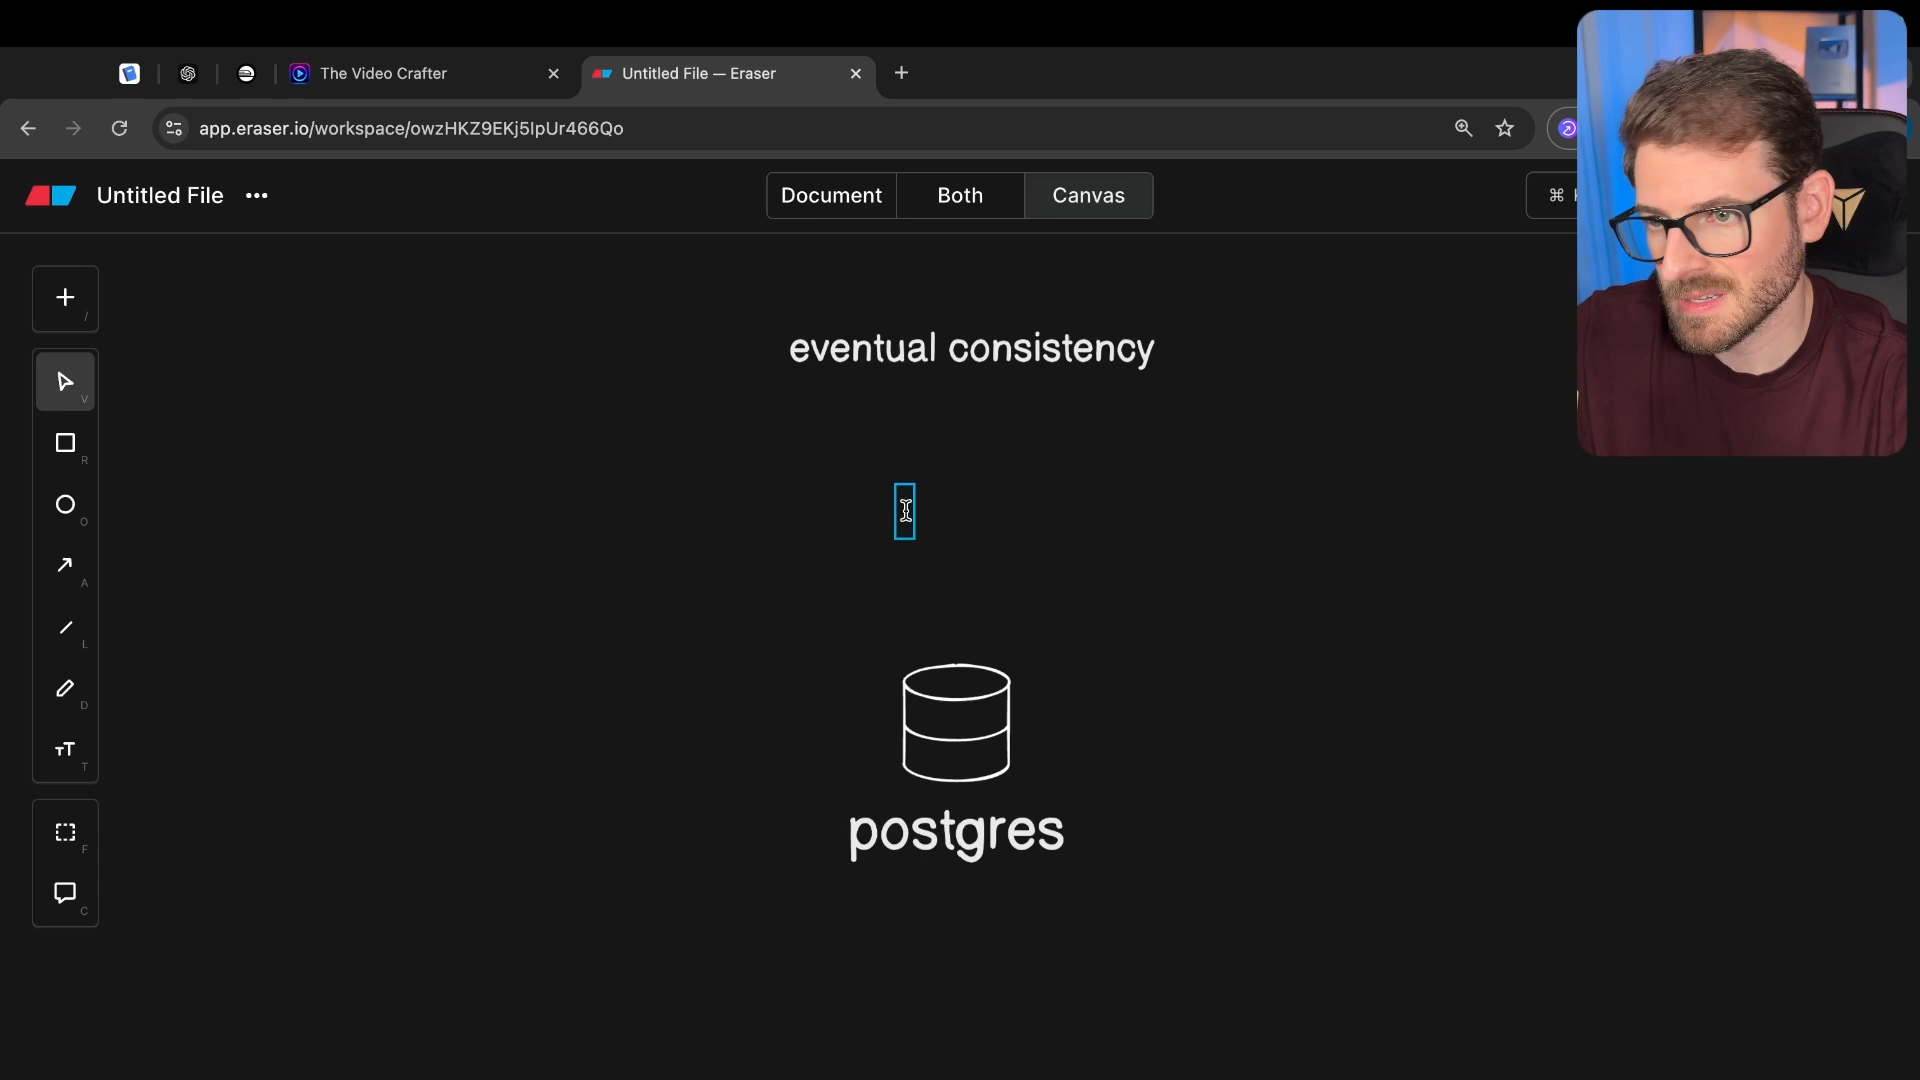 The Video Crafter
Untitled File — Eraser
app.eraser.io/workspace/owzHKZ9EKj5IpUr466Qo
Untitled File
Document
Both
Canvas
⌘
/
V
R
O
A
L
D
TT
T
F
C
eventual consistency
postgres